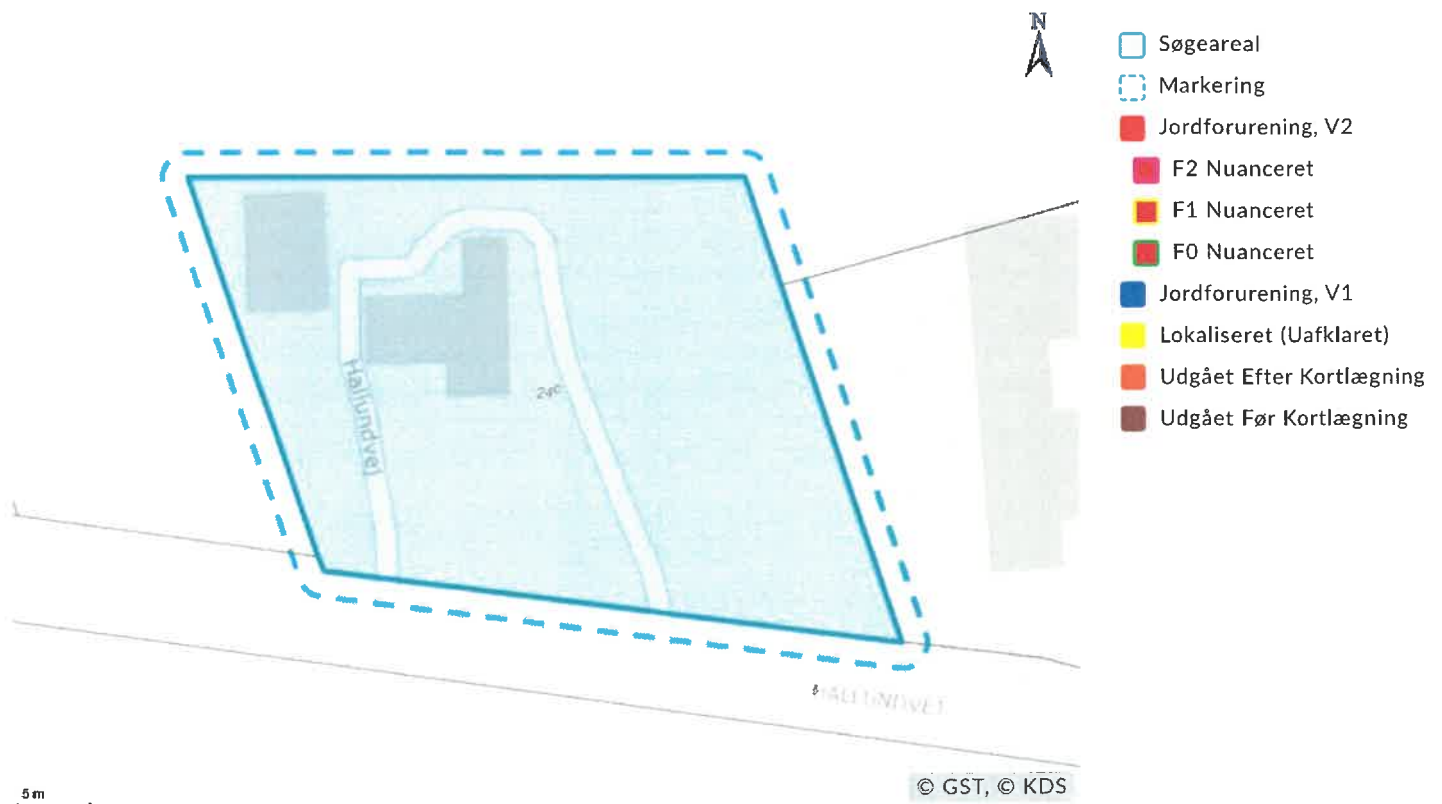 N
Søgeareal
Markering
Jordforurening, V2
F2 Nuanceret
F1 Nuanceret
F0 Nuanceret
Jordforurening, V1
Lokaliseret (Uafklaret)
Udgået Efter Kortlægning
Udgået Før Kortlægning
Hallundvej
HALLUNDVEJ
© GST, © KDS
5 m